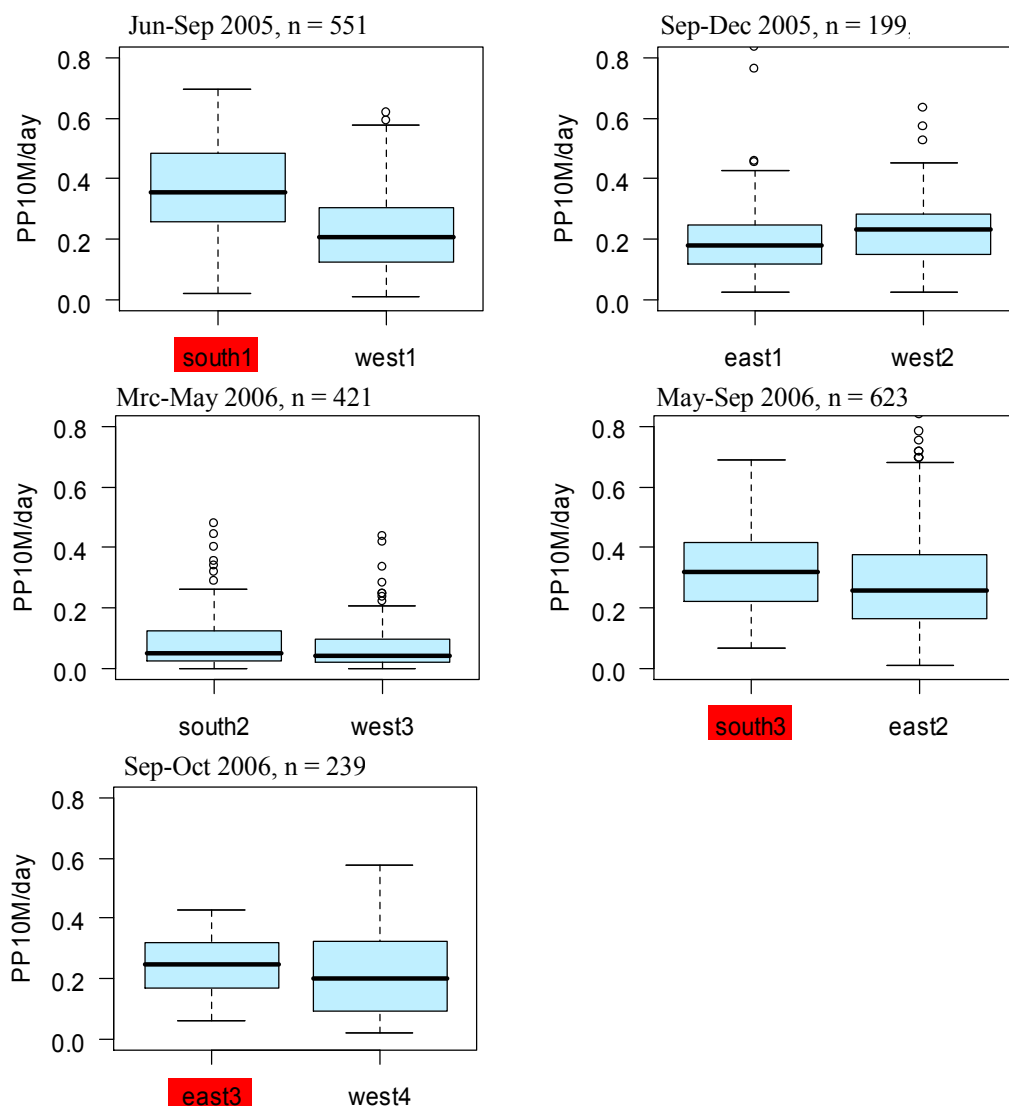 Jun-Sep 2005, n = 551
0.8
0.6
0.4
0.2
0.0
PP10M/day
south1 west1
Sep-Dec 2005, n = 199
0.8
0.6
0.4
0.2
0.0
PP10M/day
east1 west2
Mrc-May 2006, n = 421
0.8
0.6
0.4
0.2
0.0
PP10M/day
south2 west3
May-Sep 2006, n = 623
0.8
0.6
0.4
0.2
0.0
PP10M/day
south3 east2
Sep-Oct 2006, n = 239
0.8
0.6
0.4
0.2
0.0
PP10M/day
east3 west4